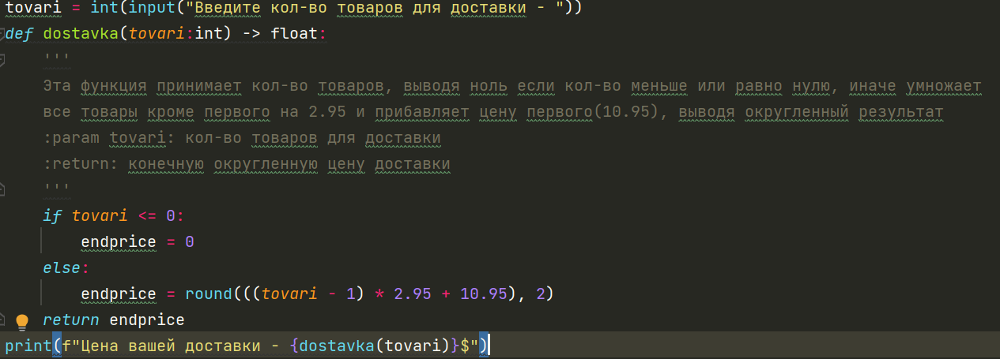 tovari = int(input("Введите кол-во товаров для доставки - "))
def dostavka(tovari:int) -> float:
    '''
    Эта функция принимает кол-во товаров, выводя ноль если кол-во меньше или равно нулю, иначе умножает
    все товары кроме первого на 2.95 и прибавляет цену первого(10.95), выводя округленный результат
    :param tovari: кол-во товаров для доставки
    :return: конечную округленную цену доставки
    '''
    if tovari <= 0:
        endprice = 0
    else:
        endprice = round(((tovari - 1) * 2.95 + 10.95), 2)
    return endprice
print(f"Цена вашей доставки - {dostavka(tovari)}$")